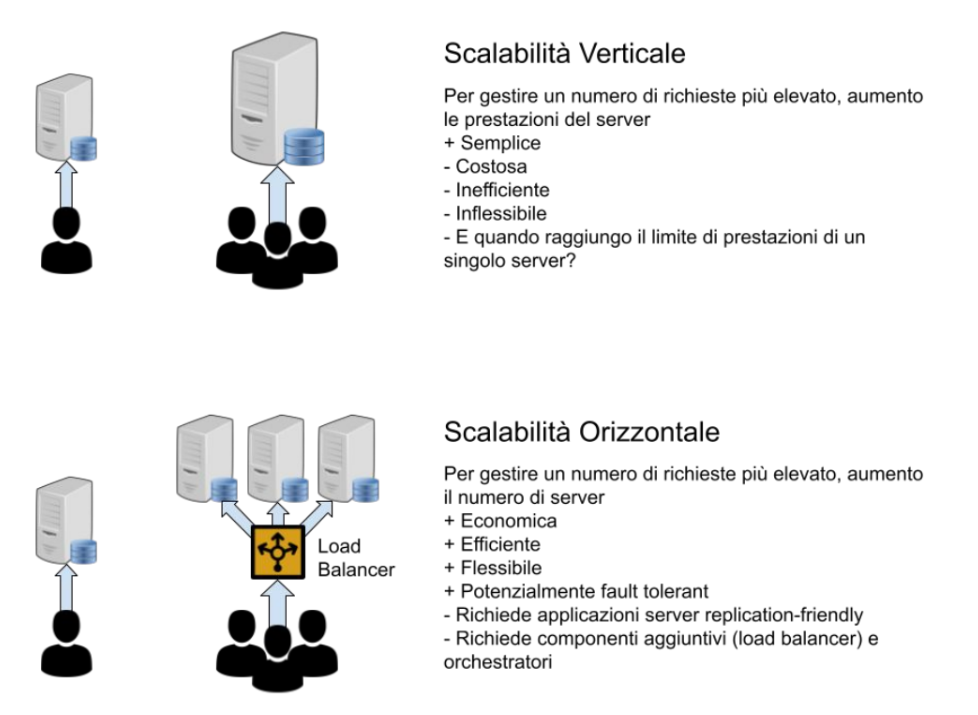 Scalabilità Verticale
Per gestire un numero di richieste più elevato, aumento
le prestazioni del server
+ Semplice
- Costosa
- Inefficiente
- Inflessibile
- E quando raggiungo il limite di prestazioni di un
singolo server?
Scalabilità Orizzontale
Per gestire un numero di richieste più elevato, aumento
il numero di server
+ Economica
+ Efficiente
+ Flessibile
+ Potenzialmente fault tolerant
- Richiede applicazioni server replication-friendly
- Richiede componenti aggiuntivi (load balancer) e
orchestratori
Load
Balancer